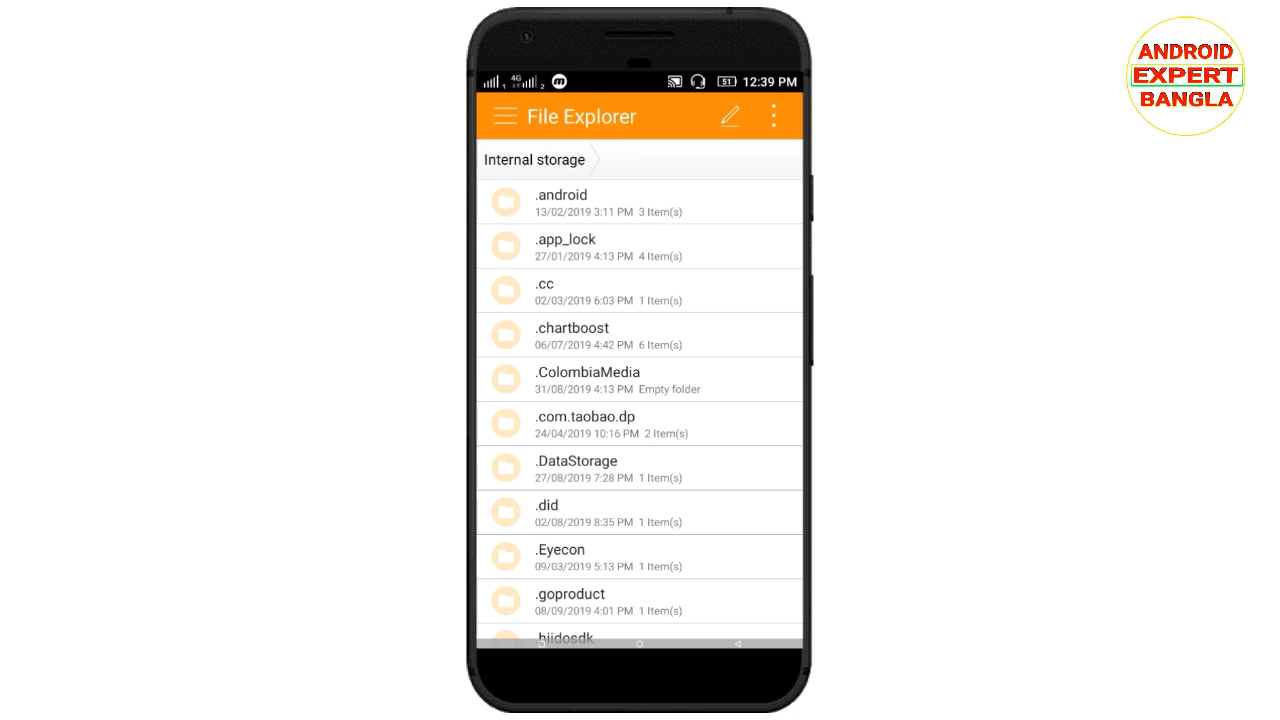 ANDROID
EXPERT
BANGLA
4G
1
2
51
12:39 PM
File Explorer
Internal storage
.android
13/02/2019 3:11 PM 3 Item(s)
.app_lock
27/01/2019 4:13 PM 4 Item(s)
.cc
02/03/2019 6:03 PM 1 Item(s)
.chartboost
06/07/2019 4:42 PM 6 Item(s)
.ColombiaMedia
31/08/2019 4:13 PM Empty folder
.com.taobao.dp
24/04/2019 10:16 PM 2 Item(s)
.DataStorage
27/08/2019 7:28 PM 1 Item(s)
.did
02/08/2019 8:35 PM 1 Item(s)
.Eyecon
09/03/2019 5:13 PM 1 Item(s)
.goproduct
08/09/2019 4:01 PM 1 Item(s)
.hiidosdk